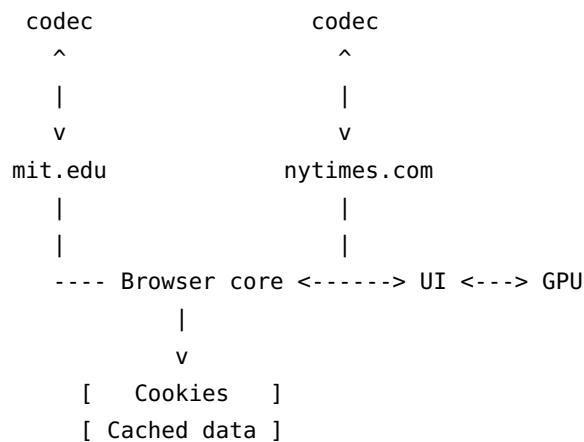 codec codec
^ ^
| |
v v
mit.edu nytimes.com
| |
| |
---- Browser core <------> UI <---> GPU
|
v
[ Cookies ]
[ Cached data ]